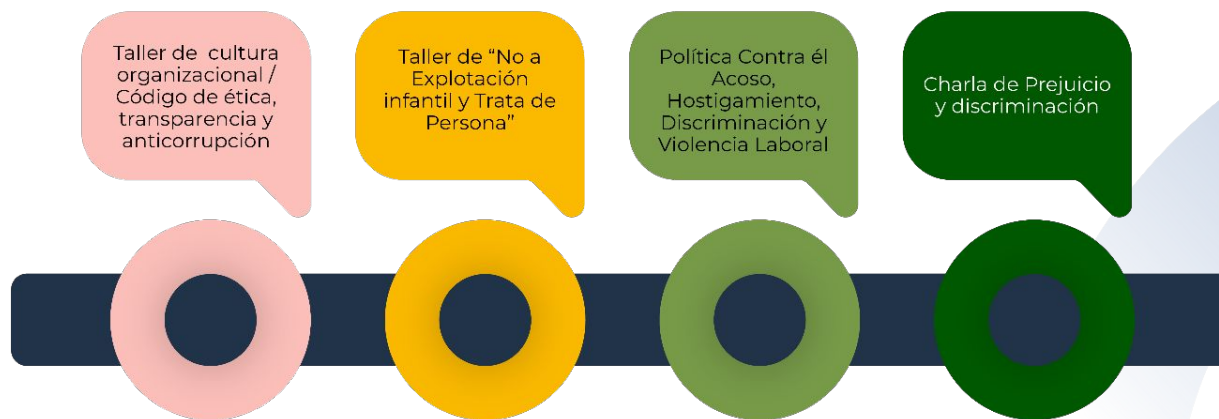 Taller de cultura
organizacional /
Código de ética,
transparencia y
anticorrupción
Taller de “No a
Explotación
infantil y Trata de
Persona”
Política Contra él
Acoso,
Hostigamiento,
Discriminación y
Violencia Laboral
Charla de Prejuicio
y discriminación